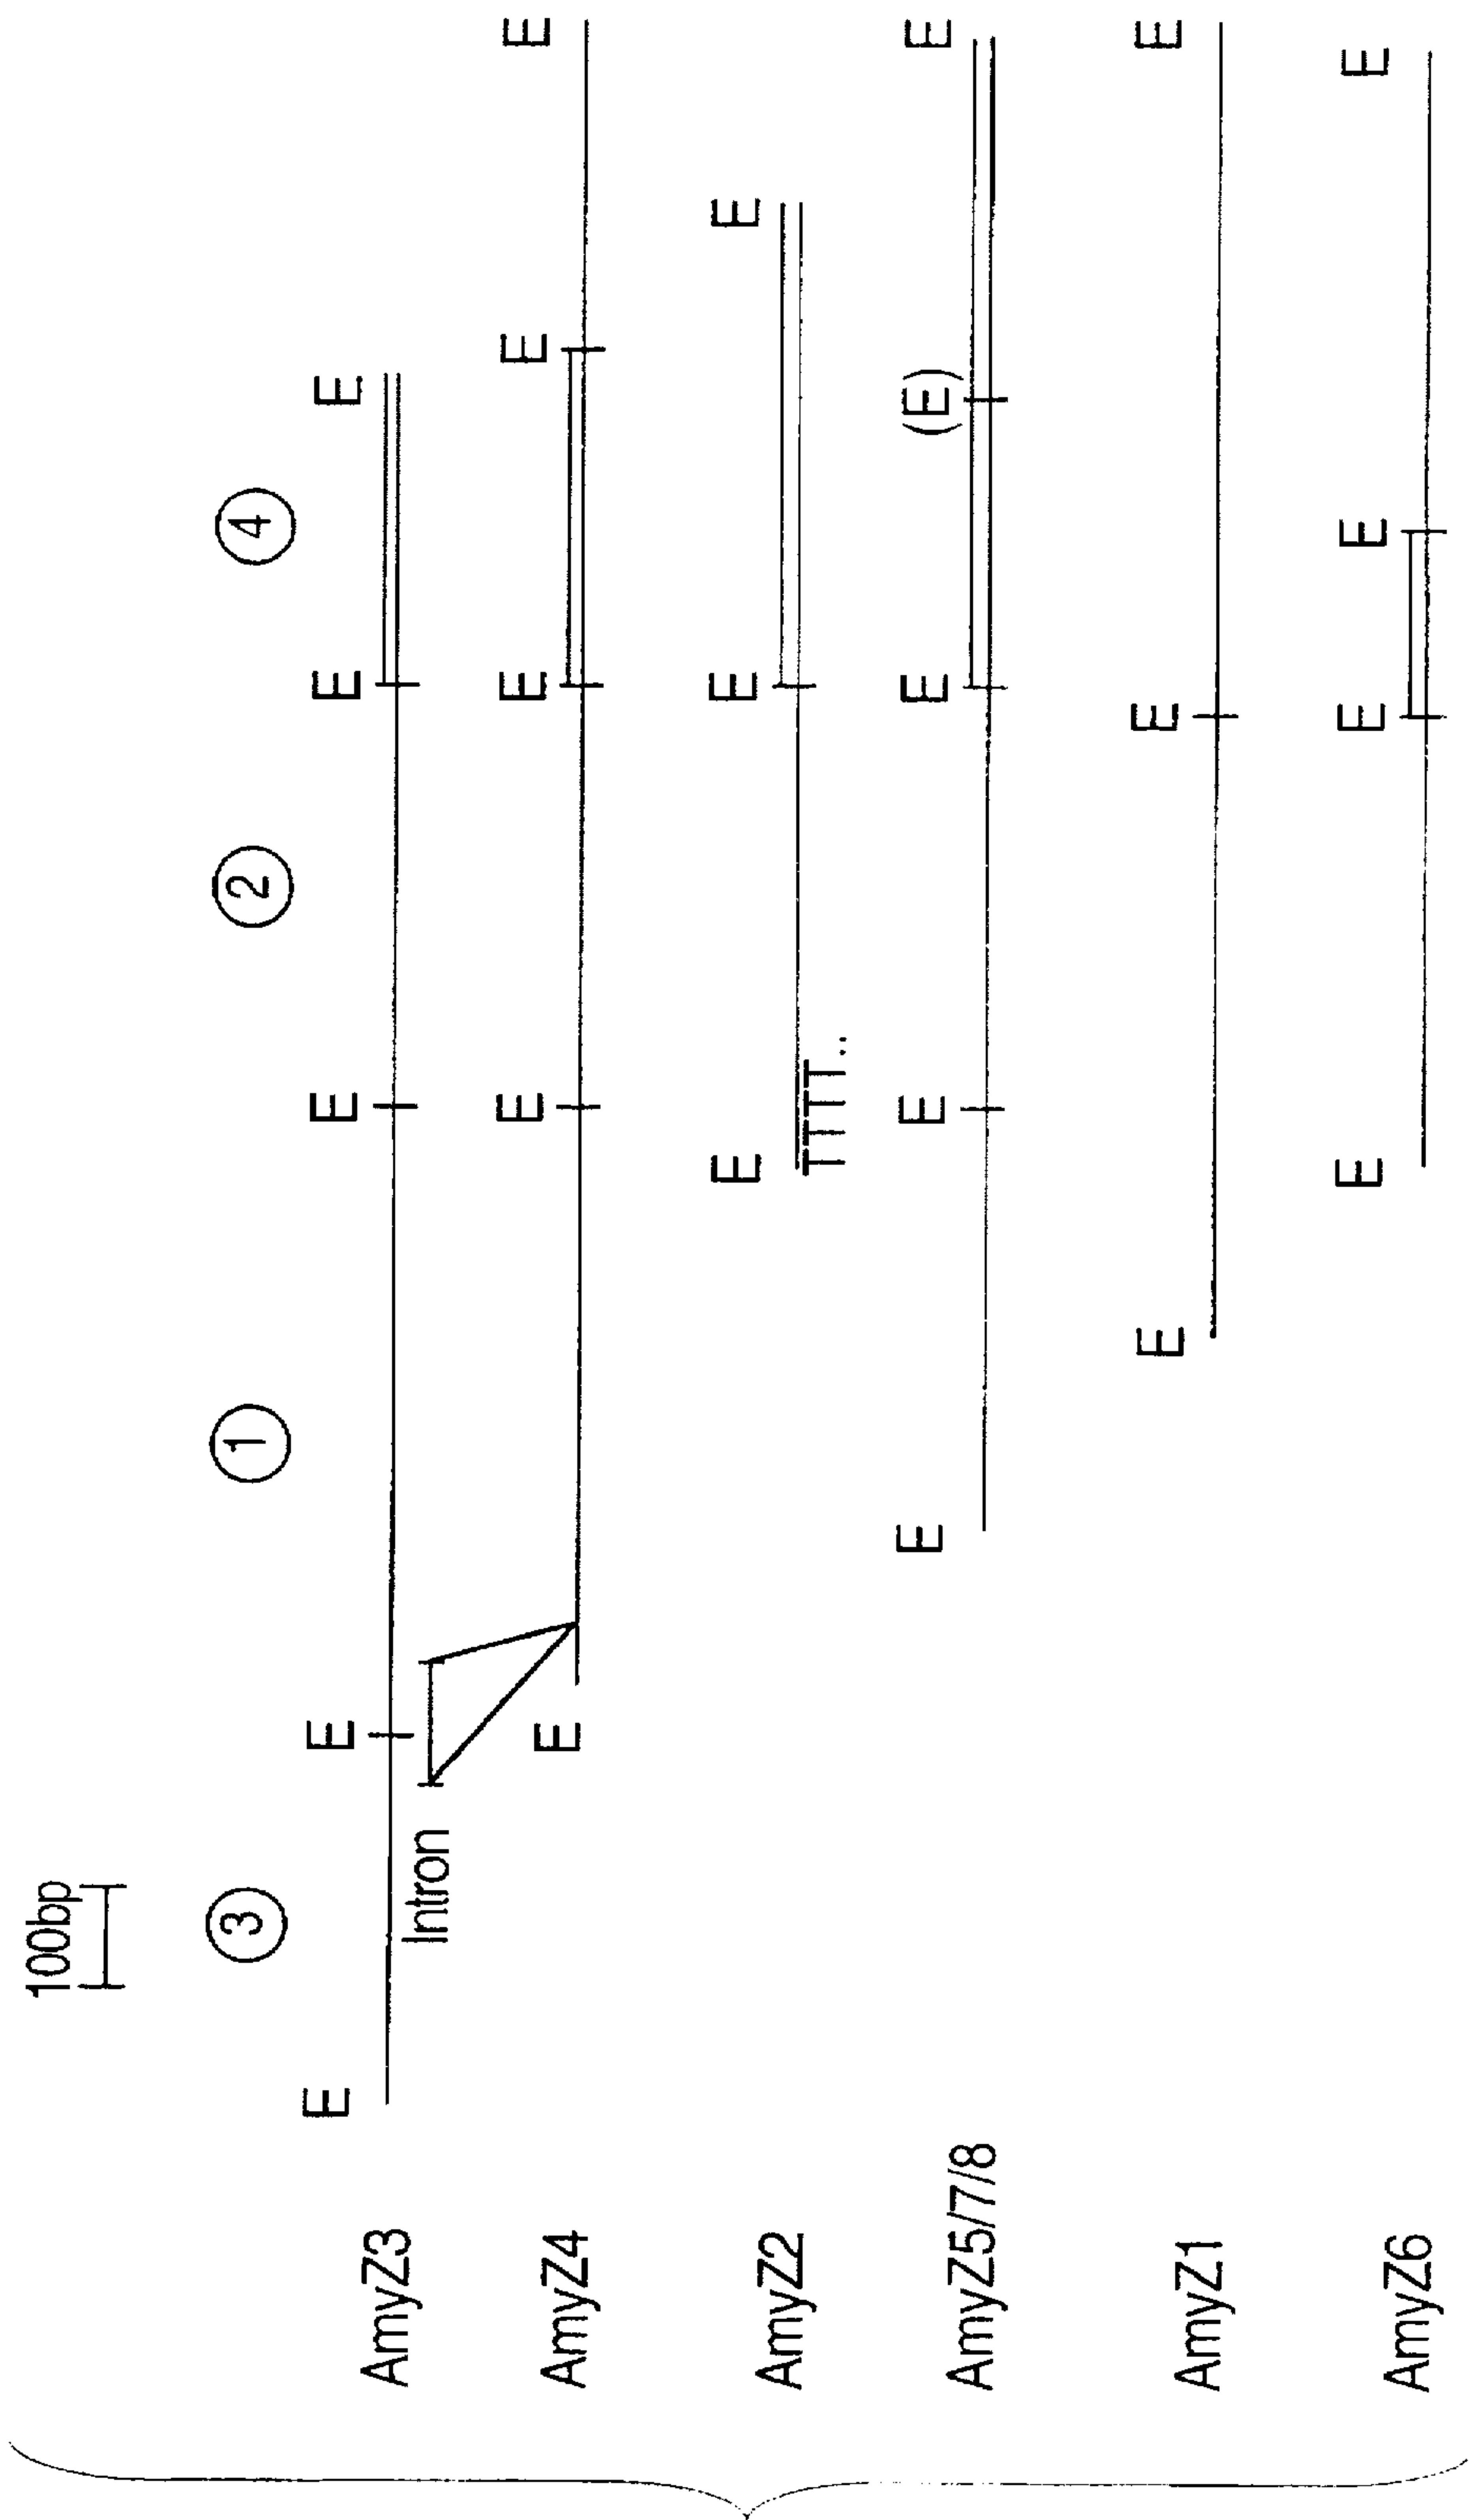 100bp
③ ① ② ④
AmyZ3 E E E E E
Intron
AmyZ4 E E E E E
AmyZ2 E E E
TTTT..
AmyZ5/7/8 E E E (E) E
AmyZ1 E E E
AmyZ6 E E E E